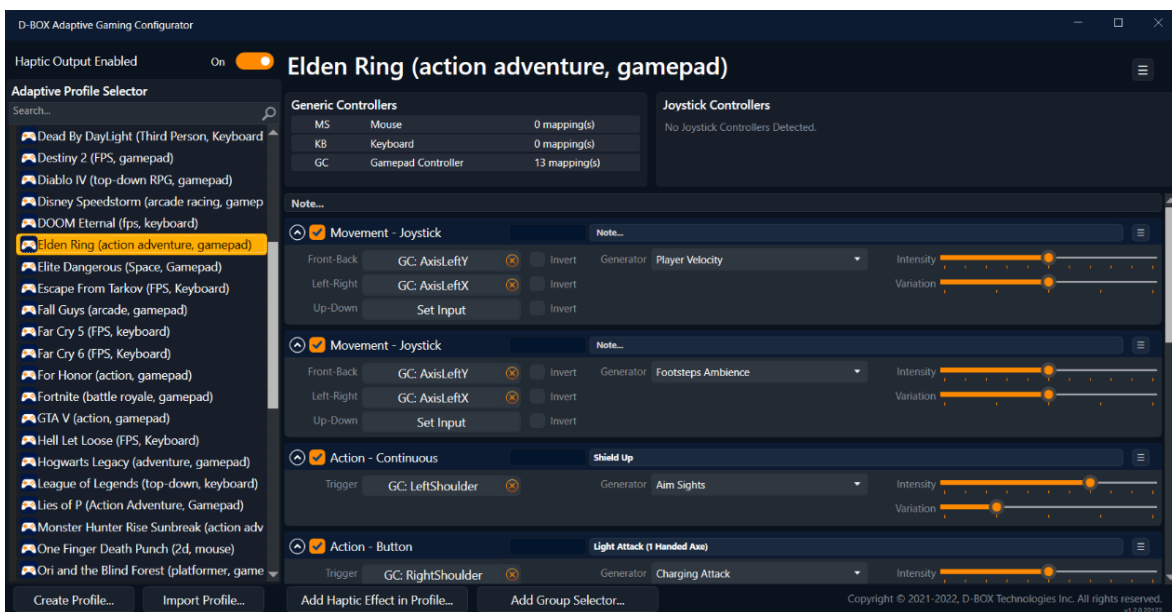 D-BOX Adaptive Gaming Configurator
Haptic Output Enabled On
Adaptive Profile Selector
Search...
Dead By DayLight (Third Person, Keyboard
Destiny 2 (FPS, gamepad)
Diablo IV (top-down RPG, gamepad)
Disney Speedstorm (arcade racing, gamep
DOOM Eternal (fps, keyboard)
Elden Ring (action adventure, gamepad)
Elite Dangerous (Space, Gamepad)
Escape From Tarkov (FPS, Keyboard)
Fall Guys (arcade, gamepad)
Far Cry 5 (FPS, keyboard)
Far Cry 6 (FPS, Keyboard)
For Honor (action, gamepad)
Fortnite (battle royale, gamepad)
GTA V (action, gamepad)
Hell Let Loose (FPS, Keyboard)
Hogwarts Legacy (adventure, gamepad)
League of Legends (top-down, keyboard)
Lies of P (Action Adventure, Gamepad)
Monster Hunter Rise Sunbreak (action adv
One Finger Death Punch (2d, mouse)
Ori and the Blind Forest (platformer, game
Create Profile... Import Profile...
Elden Ring (action adventure, gamepad)
Generic Controllers
MS Mouse 0 mapping(s)
KB Keyboard 0 mapping(s)
GC Gamepad Controller 13 mapping(s)
Joystick Controllers
No Joystick Controllers Detected.
Note...
Movement - Joystick Note...
Front-Back GC: AxisLeftY Invert Generator Player Velocity Intensity
Left-Right GC: AxisLeftX Invert Variation
Up-Down Set Input Invert
Movement - Joystick Note...
Front-Back GC: AxisLeftY Invert Generator Footsteps Ambience Intensity
Left-Right GC: AxisLeftX Invert Variation
Up-Down Set Input Invert
Action - Continuous Shield Up
Trigger GC: LeftShoulder Generator Aim Sights Intensity
Variation
Action - Button Light Attack (1 Handed Axe)
Trigger GC: RightShoulder Generator Charging Attack Intensity
Add Haptic Effect in Profile... Add Group Selector...
Copyright © 2021-2022, D-BOX Technologies Inc. All rights reserved.